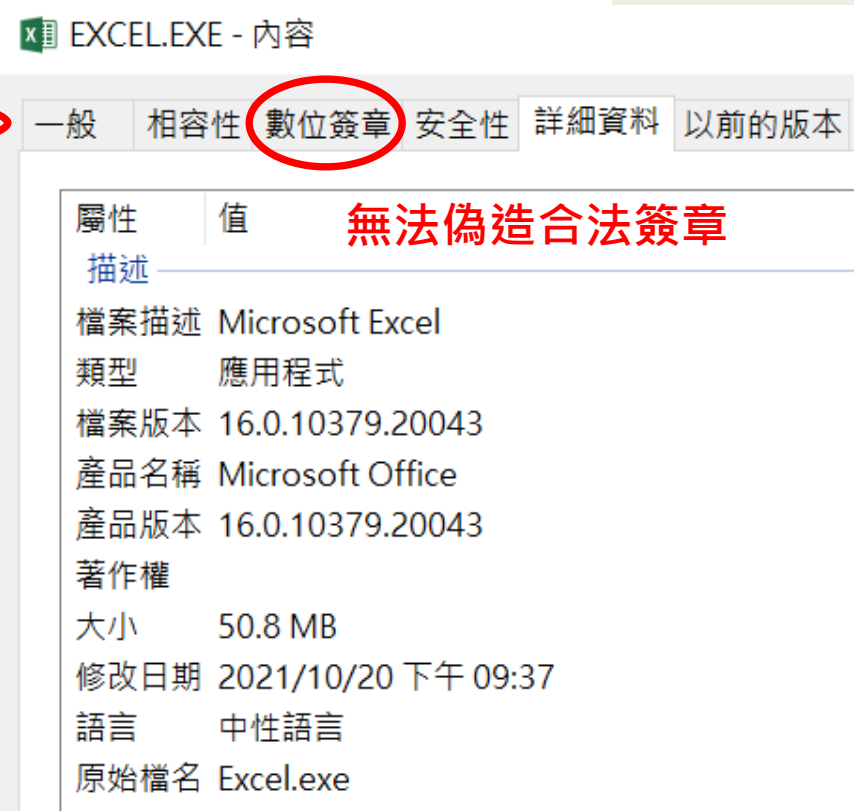 EXCEL.EXE - 內容
一般 相容性 數位簽章 安全性 詳細資料 以前的版本
屬性 值 無法偽造合法簽章
描述
檔案描述 Microsoft Excel
類型 應用程式
檔案版本 16.0.10379.20043
產品名稱 Microsoft Office
產品版本 16.0.10379.20043
著作權
大小 50.8 MB
修改日期 2021/10/20 下午 09:37
語言 中性語言
原始檔名 Excel.exe